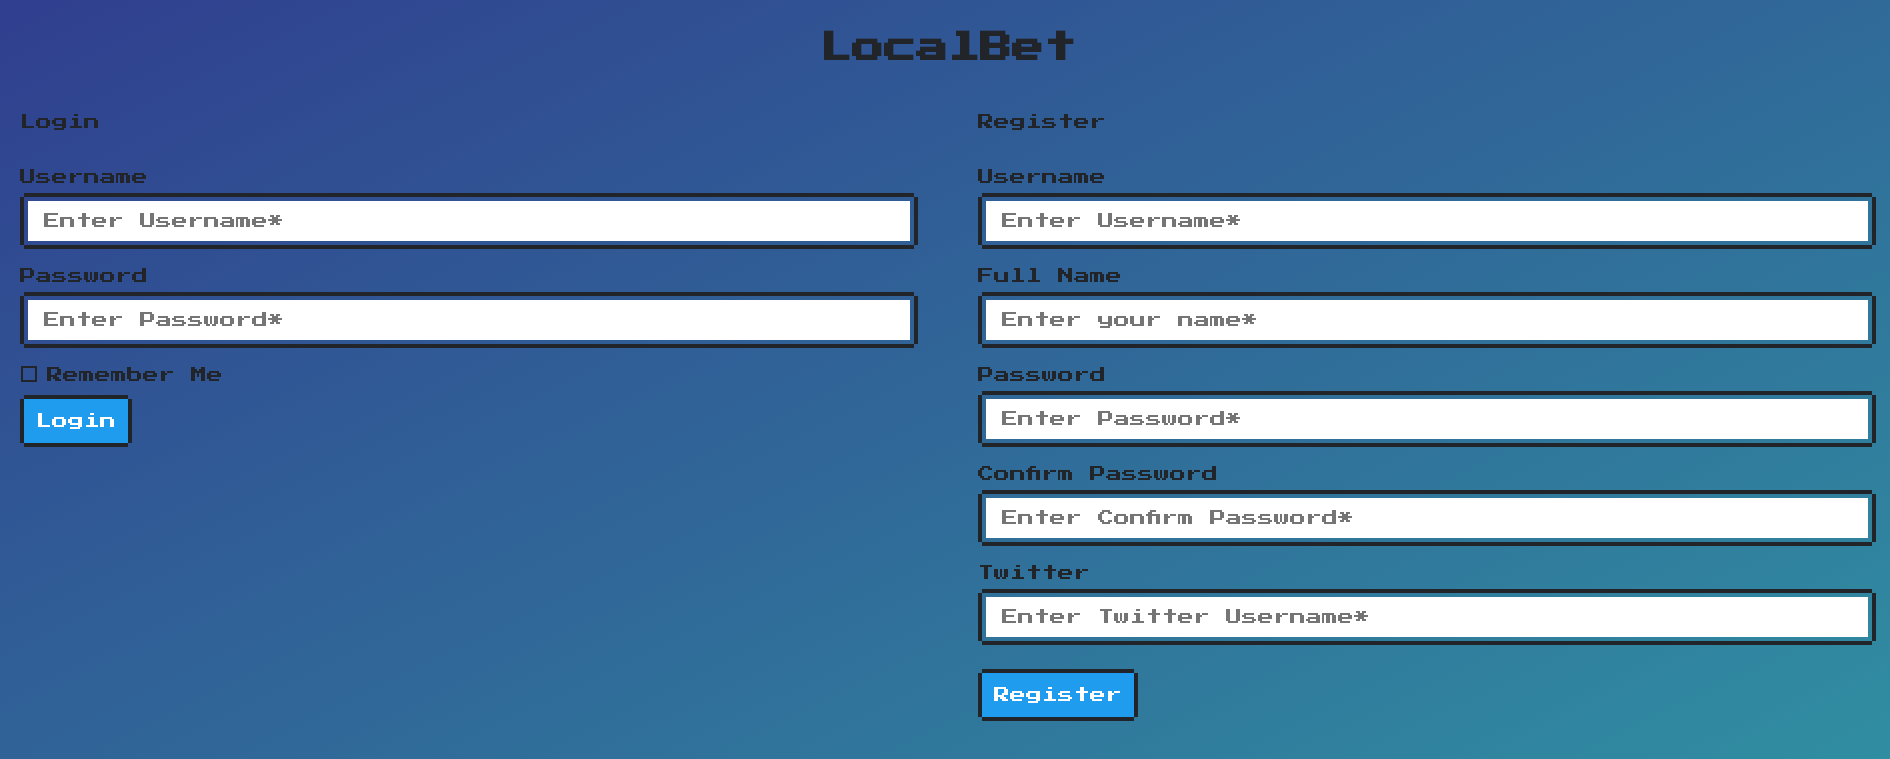 LocalBet
Login
Username
Enter Username*
Password
Enter Password*
Remember Me
Login
Register
Username
Enter Username*
Full Name
Enter your name*
Password
Enter Password*
Confirm Password
Enter Confirm Password*
Twitter
Enter Twitter Username*
Register